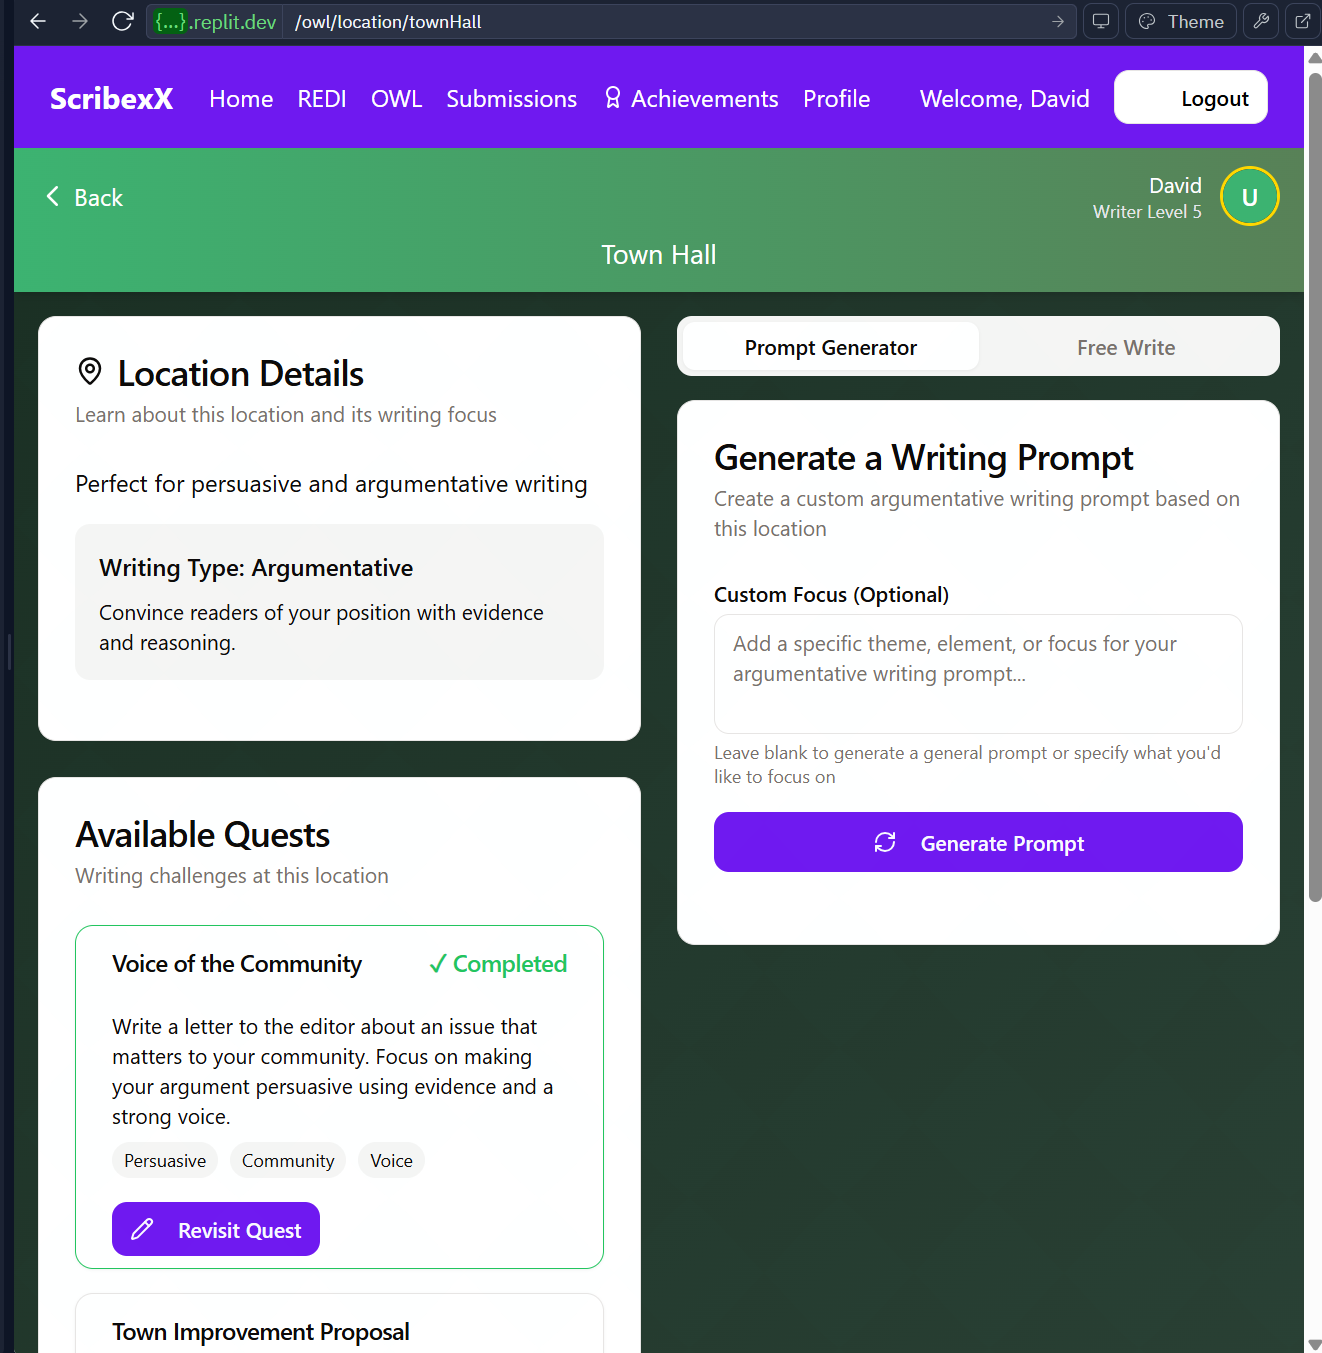 {...}.replit.dev /owl/location/townHall Theme
ScribexX Home REDI OWL Submissions Achievements Profile Welcome, David Logout
Back
David
Writer Level 5
U
Town Hall
Location Details
Learn about this location and its writing focus
Perfect for persuasive and argumentative writing
Writing Type: Argumentative
Convince readers of your position with evidence
and reasoning.
Available Quests
Writing challenges at this location
Voice of the Community ✓ Completed
Write a letter to the editor about an issue that
matters to your community. Focus on making
your argument persuasive using evidence and a
strong voice.
Persuasive Community Voice
Revisit Quest
Town Improvement Proposal
Prompt Generator Free Write
Generate a Writing Prompt
Create a custom argumentative writing prompt based on
this location
Custom Focus (Optional)
Add a specific theme, element, or focus for your
argumentative writing prompt...
Leave blank to generate a general prompt or specify what you'd
like to focus on
Generate Prompt